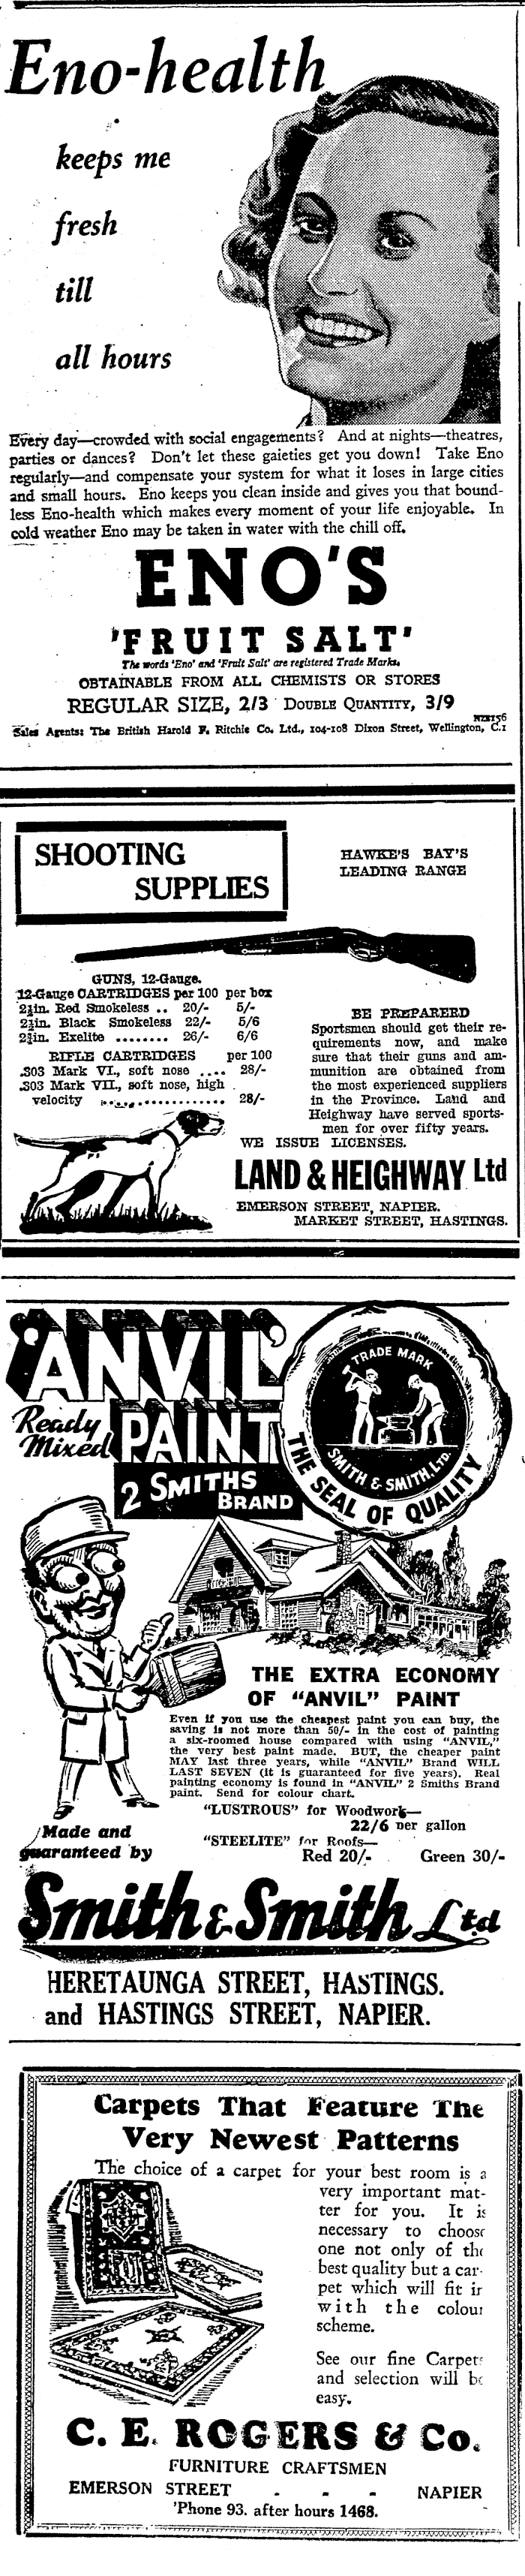 Eno-health
keeps me
fresh
till
all hours
Every day—crowded with social engagements? And at nights—theatres,
parties or dances? Don't let these gaieties get you down! Take Eno
regularly—and compensate your system for what it loses in large cities
and small hours. Eno keeps you clean inside and gives you that bound-
less Eno-health which makes every moment of your life enjoyable. In
cold weather Eno may be taken in water with the chill off.
ENO'S
'FRUIT SALT'
The words 'Eno' and 'Fruit Salt' are registered Trade Marks.
OBTAINABLE FROM ALL CHEMISTS OR STORES
REGULAR SIZE, 2/3 DOUBLE QUANTITY, 3/9
Sales Agents: The British Harold F. Ritchie Co. Ltd., 104-108 Dixon Street, Wellington, C.1
SHOOTING
SUPPLIES
HAWKE'S BAY'S
LEADING RANGE
GUNS, 12-Gauge.
12-Gauge CARTRIDGES per 100 per box
2½in. Red Smokeless .. 20/- 5/-
2½in. Black Smokeless 22/- 5/6
2¾in. Exelite ........ 26/- 6/6
RIFLE CARTRIDGES per 100
.303 Mark VI., soft nose .... 28/-
.303 Mark VII., soft nose, high
velocity ................ 28/-
BE PREPARERD
Sportsmen should get their re-
quirements now, and make
sure that their guns and am-
munition are obtained from
the most experienced suppliers
in the Province. Land and
Heighway have served sports-
men for over fifty years.
WE ISSUE LICENSES.
LAND & HEIGHWAY Ltd
EMERSON STREET, NAPIER.
MARKET STREET, HASTINGS.
'ANVIL'
Ready
Mixed
PAINT
2 SMITHS
BRAND
TRADE MARK
SMITH & SMITH. LTD.
THE SEAL OF QUALITY
THE EXTRA ECONOMY
OF "ANVIL" PAINT
Even if you use the cheapest paint you can buy, the
saving is not more than 50/- in the cost of painting
a six-roomed house compared with using "ANVIL,"
the very best paint made. BUT, the cheaper paint
MAY last three years, while "ANVIL" Brand WILL
LAST SEVEN (it is guaranteed for five years). Real
painting economy is found in "ANVIL" 2 Smiths Brand
paint. Send for colour chart.
"LUSTROUS" for Woodwork—
22/6 per gallon
"STEELITE" for Roofs—
Red 20/- Green 30/-
Made and
guaranteed by
Smith & Smith Ltd
HERETAUNGA STREET, HASTINGS.
and HASTINGS STREET, NAPIER.
Carpets That Feature The
Very Newest Patterns
The choice of a carpet for your best room is a
very important mat-
ter for you. It is
necessary to choose
one not only of the
best quality but a car-
pet which will fit in
with the colour
scheme.
See our fine Carpets
and selection will be
easy.
C. E. ROGERS & Co.
FURNITURE CRAFTSMEN
EMERSON STREET - - - NAPIER
'Phone 93. after hours 1468.